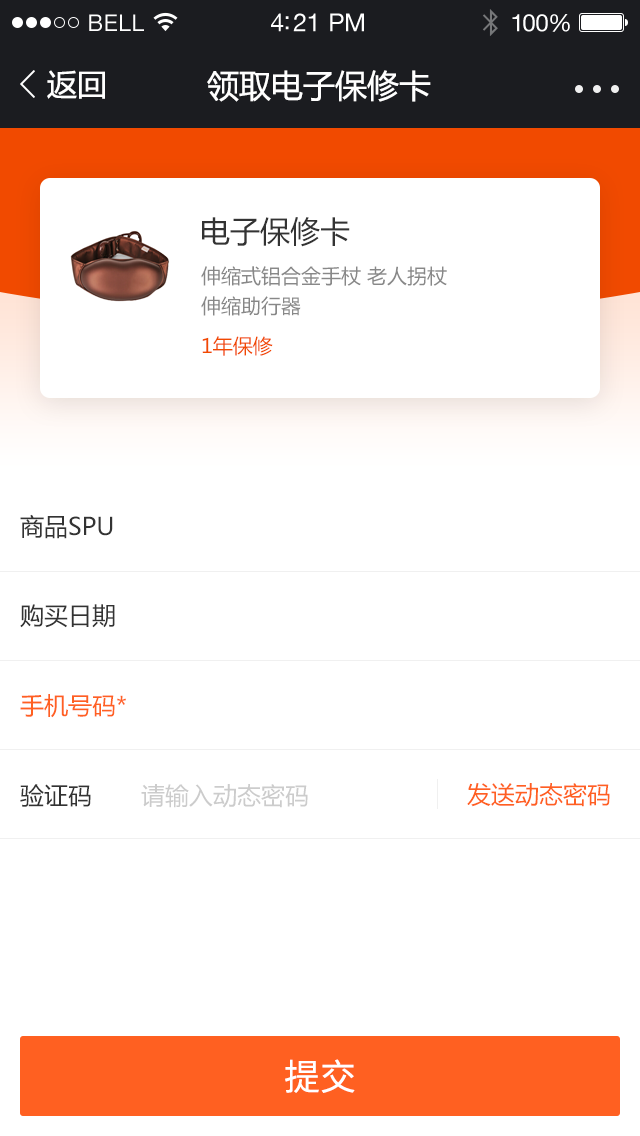 BELL
4:21 PM
100%
返回
领取电子保修卡
电子保修卡
伸缩式铝合金手杖 老人拐杖
伸缩助行器
1年保修
商品SPU
购买日期
手机号码*
验证码 请输入动态密码 发送动态密码
提交